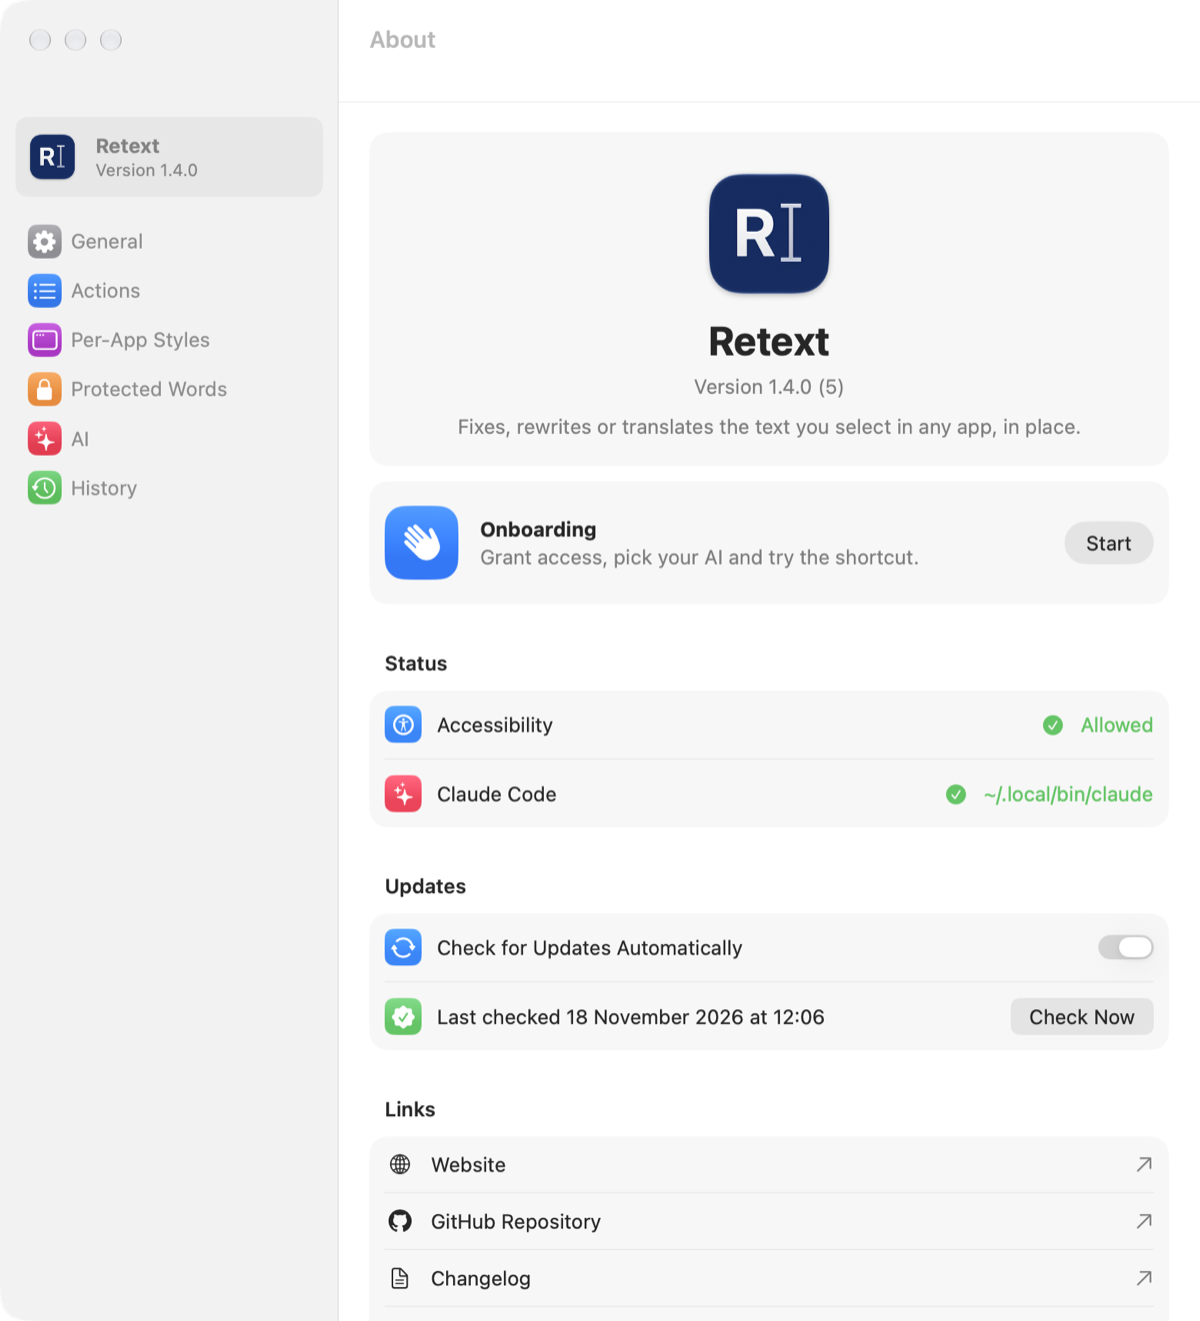 About
Retext
Version 1.4.0
General
Actions
Per-App Styles
Protected Words
AI
History
Retext
Version 1.4.0 (5)
Fixes, rewrites or translates the text you select in any app, in place.
Onboarding
Grant access, pick your AI and try the shortcut.
Start
Status
Accessibility
Allowed
Claude Code
~/.local/bin/claude
Updates
Check for Updates Automatically
Last checked 18 November 2026 at 12:06
Check Now
Links
Website
GitHub Repository
Changelog